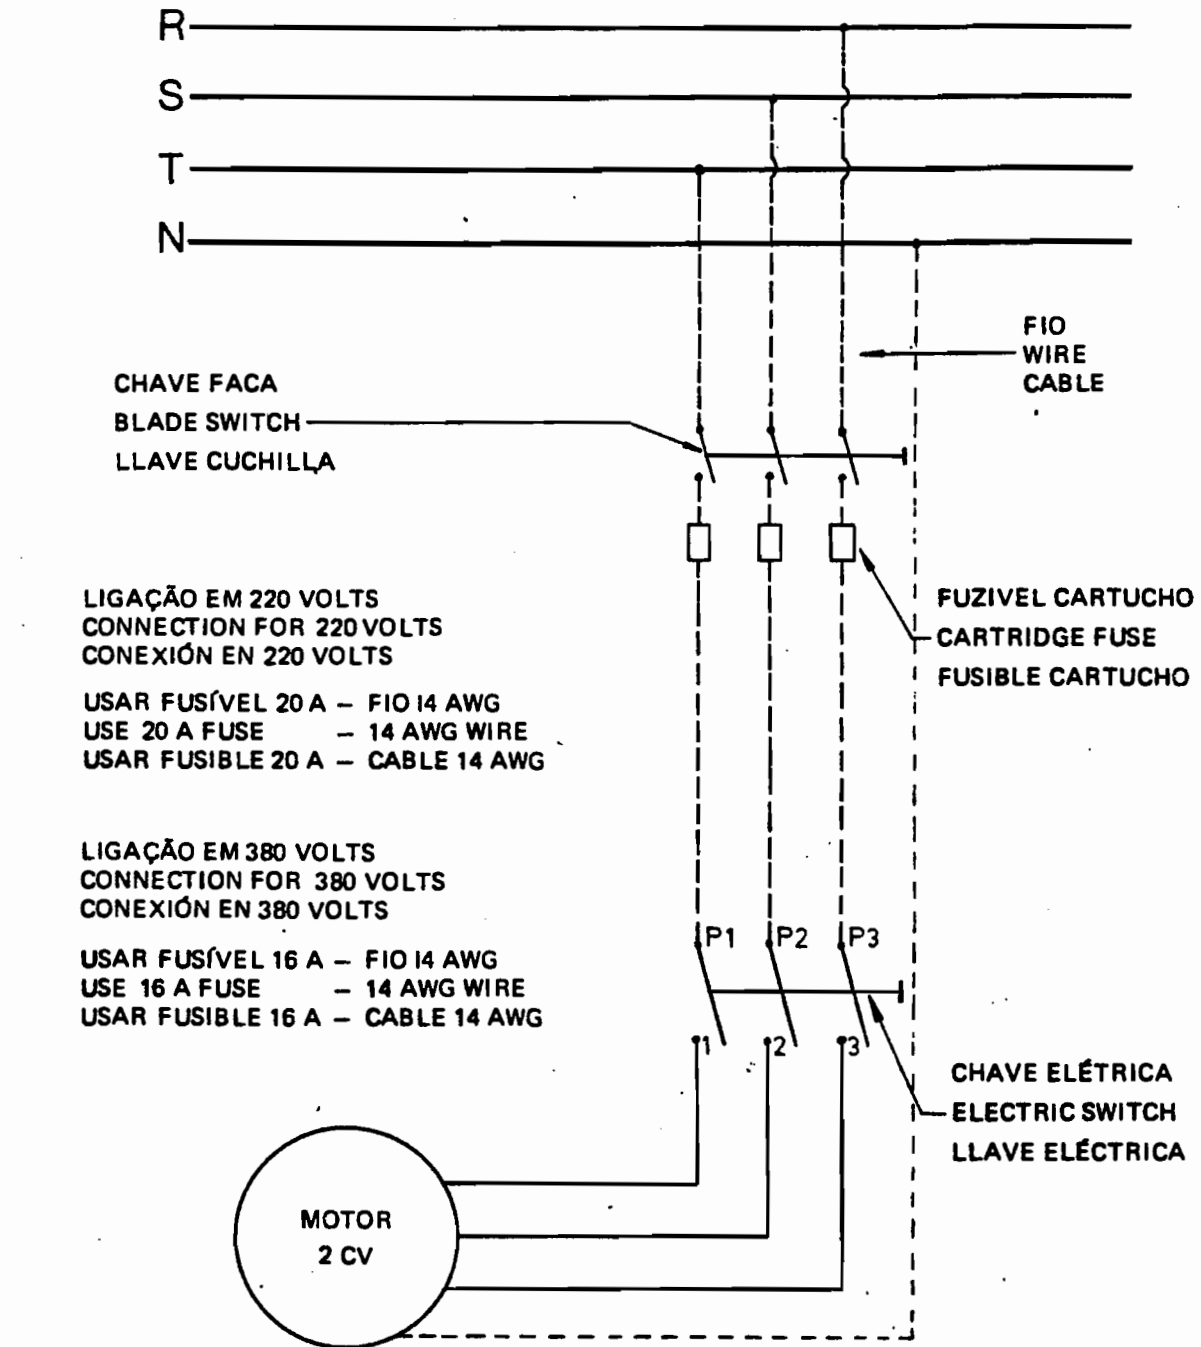 R
S
T
N
FIO
WIRE
CABLE
CHAVE FACA
BLADE SWITCH
LLAVE CUCHILLA
LIGAÇÃO EM 220 VOLTS
CONNECTION FOR 220 VOLTS
CONEXIÓN EN 220 VOLTS
USAR FUSÍVEL 20 A – FIO 14 AWG
USE 20 A FUSE – 14 AWG WIRE
USAR FUSIBLE 20 A – CABLE 14 AWG
FUZIVEL CARTUCHO
CARTRIDGE FUSE
FUSIBLE CARTUCHO
LIGAÇÃO EM 380 VOLTS
CONNECTION FOR 380 VOLTS
CONEXIÓN EN 380 VOLTS
USAR FUSÍVEL 16 A – FIO 14 AWG
USE 16 A FUSE – 14 AWG WIRE
USAR FUSIBLE 16 A – CABLE 14 AWG
P1 P2 P3
1 2 3
CHAVE ELÉTRICA
ELECTRIC SWITCH
LLAVE ELÉCTRICA
MOTOR
2 CV